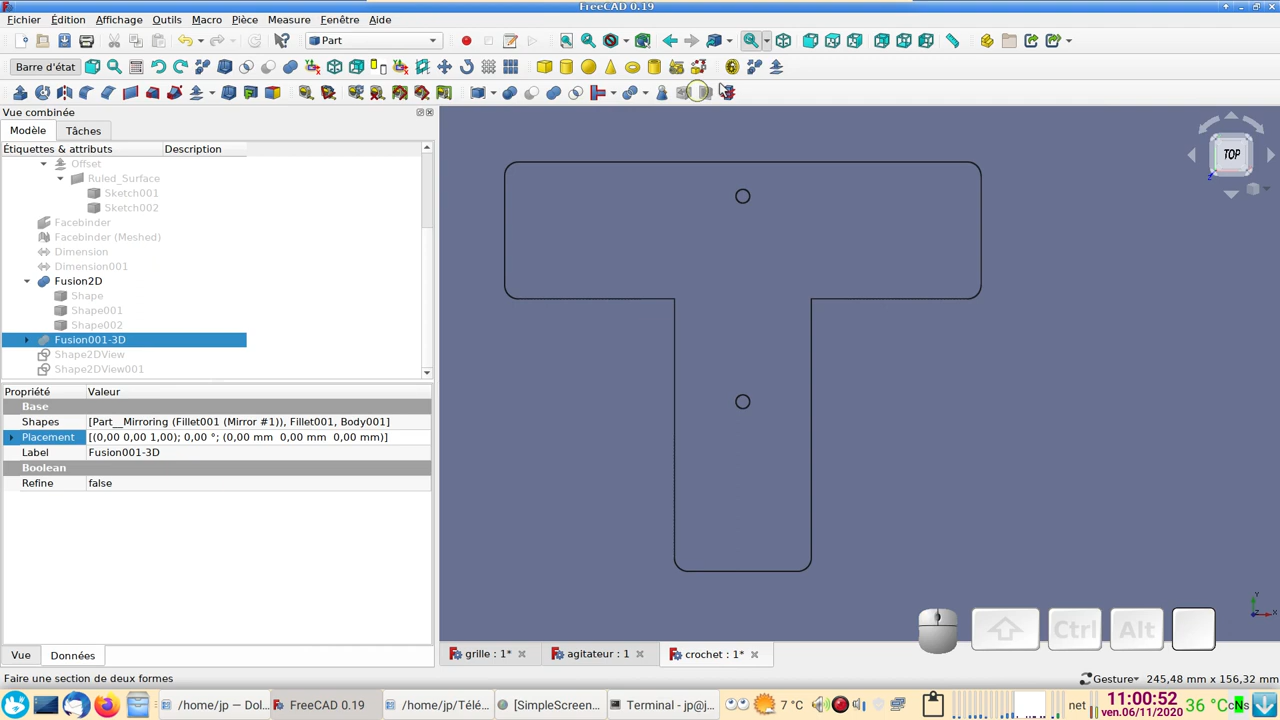 FreeCAD 0.19
Fichier Édition Affichage Outils Macro Pièce Measure Fenêtre Aide
Part
Barre d'état
Vue combinée
Modèle Tâches
Étiquettes & attributs Description
Offset
Ruled_Surface
Sketch001
Sketch002
Facebinder
Facebinder (Meshed)
Dimension
Dimension001
Fusion2D
Shape
Shape001
Shape002
Fusion001-3D
Shape2DView
Shape2DView001
Propriété Valeur
Base
Shapes [Part__Mirroring (Fillet001 (Mirror #1)), Fillet001, Body001]
Placement [(0,00 0,00 1,00); 0,00 °; (0,00 mm 0,00 mm 0,00 mm)]
Label Fusion001-3D
Boolean
Refine false
TOP
Y
X
Z
Ctrl Alt
Vue Données
grille : 1* agitateur : 1 crochet : 1*
Faire une section de deux formes
Gesture 245,48 mm x 156,32 mm
/home/jp — Dol... FreeCAD 0.19 /home/jp/Télé... [SimpleScreen... Terminal - jp@j...
7 °C
net
11:00:52
ven.06/11/2020
36 °C